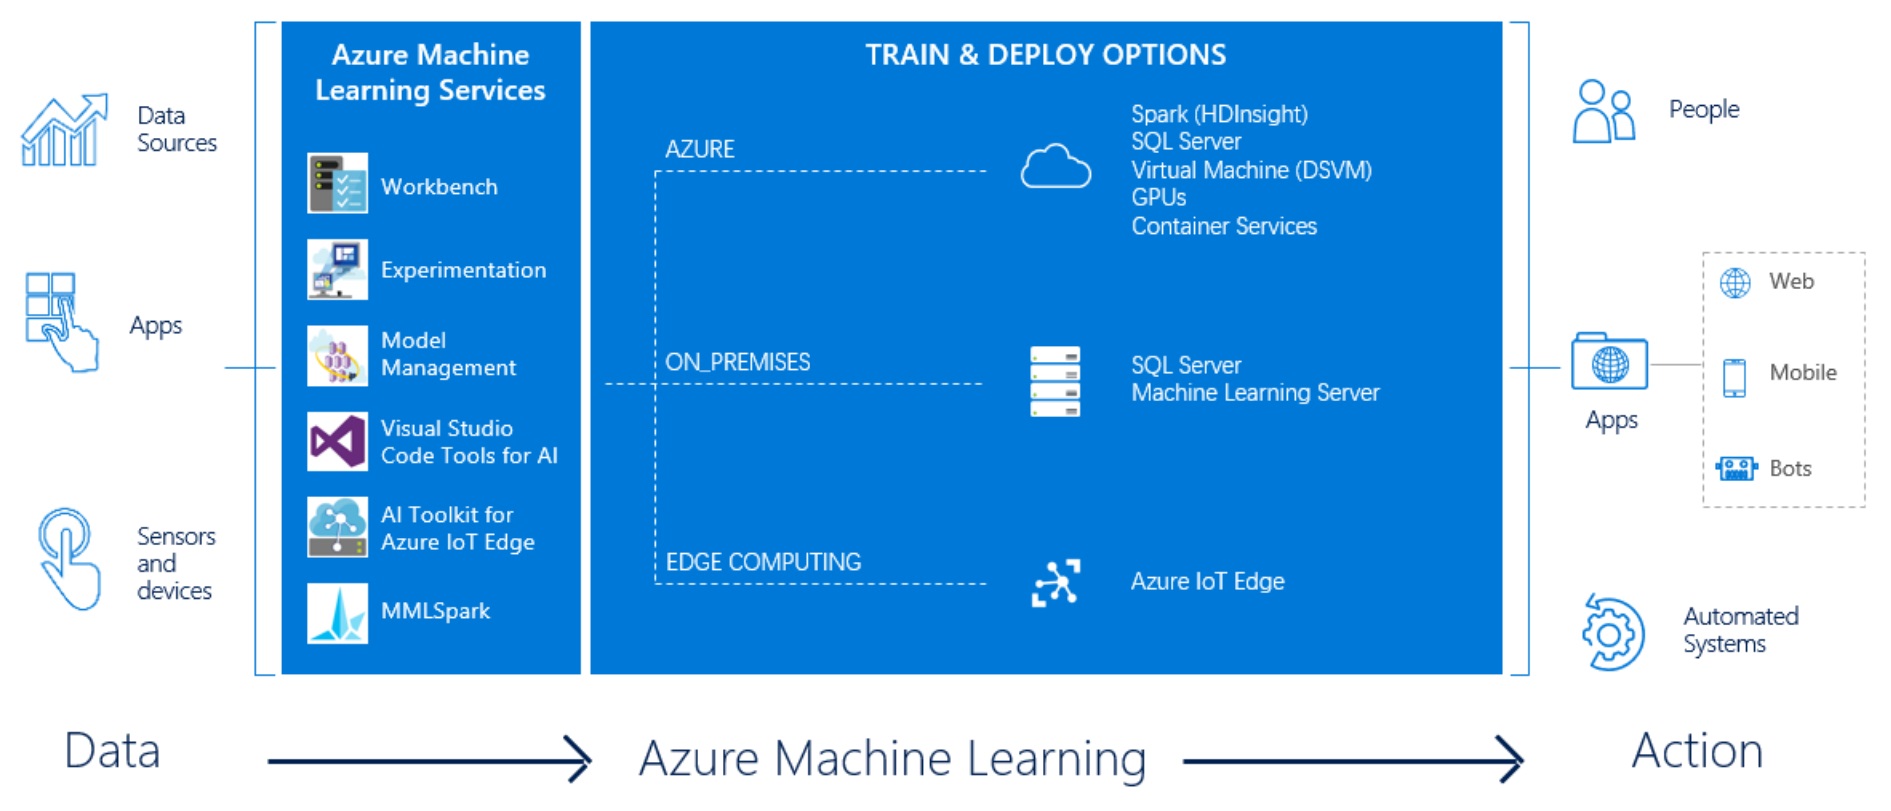 Data
Sources
Apps
Sensors
and
devices
Azure Machine
Learning Services
Workbench
Experimentation
Model
Management
Visual Studio
Code Tools for AI
AI Toolkit for
Azure IoT Edge
MMLSpark
TRAIN & DEPLOY OPTIONS
AZURE
Spark (HDInsight)
SQL Server
Virtual Machine (DSVM)
GPUs
Container Services
ON_PREMISES
SQL Server
Machine Learning Server
EDGE COMPUTING
Azure IoT Edge
People
Apps
Web
Mobile
Bots
Automated
Systems
Data
Azure Machine Learning
Action